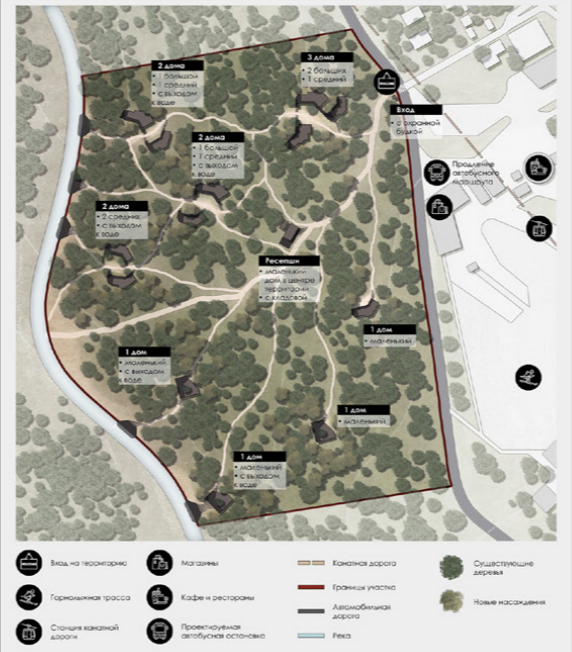 2 дома
• 1 большой
• 1 средний
• с выходом
к воде
3 дома
• 2 больших
• 1 средний
Вход
• с охранной
будкой
2 дома
• 1 большой
• 1 средний
• с выходом
к воде
Продление
автобусного
маршрута
2 дома
• 2 средних
• с выходом
к воде
Ресепшн
• маленький
дом в центре
территории
• с кладовой
1 дом
• маленький
1 дом
• маленький
• с выходом
к воде
1 дом
• маленький
1 дом
• маленький
• с выходом
к воде
Вход на территорию
Горнолыжная трасса
Станция канатной
дороги
Магазины
Кафе и рестораны
Проектируемая
автобусная остановка
Канатная дорога
Границы участка
Автомобильная
дорога
Река
Существующие
деревья
Новые насаждения